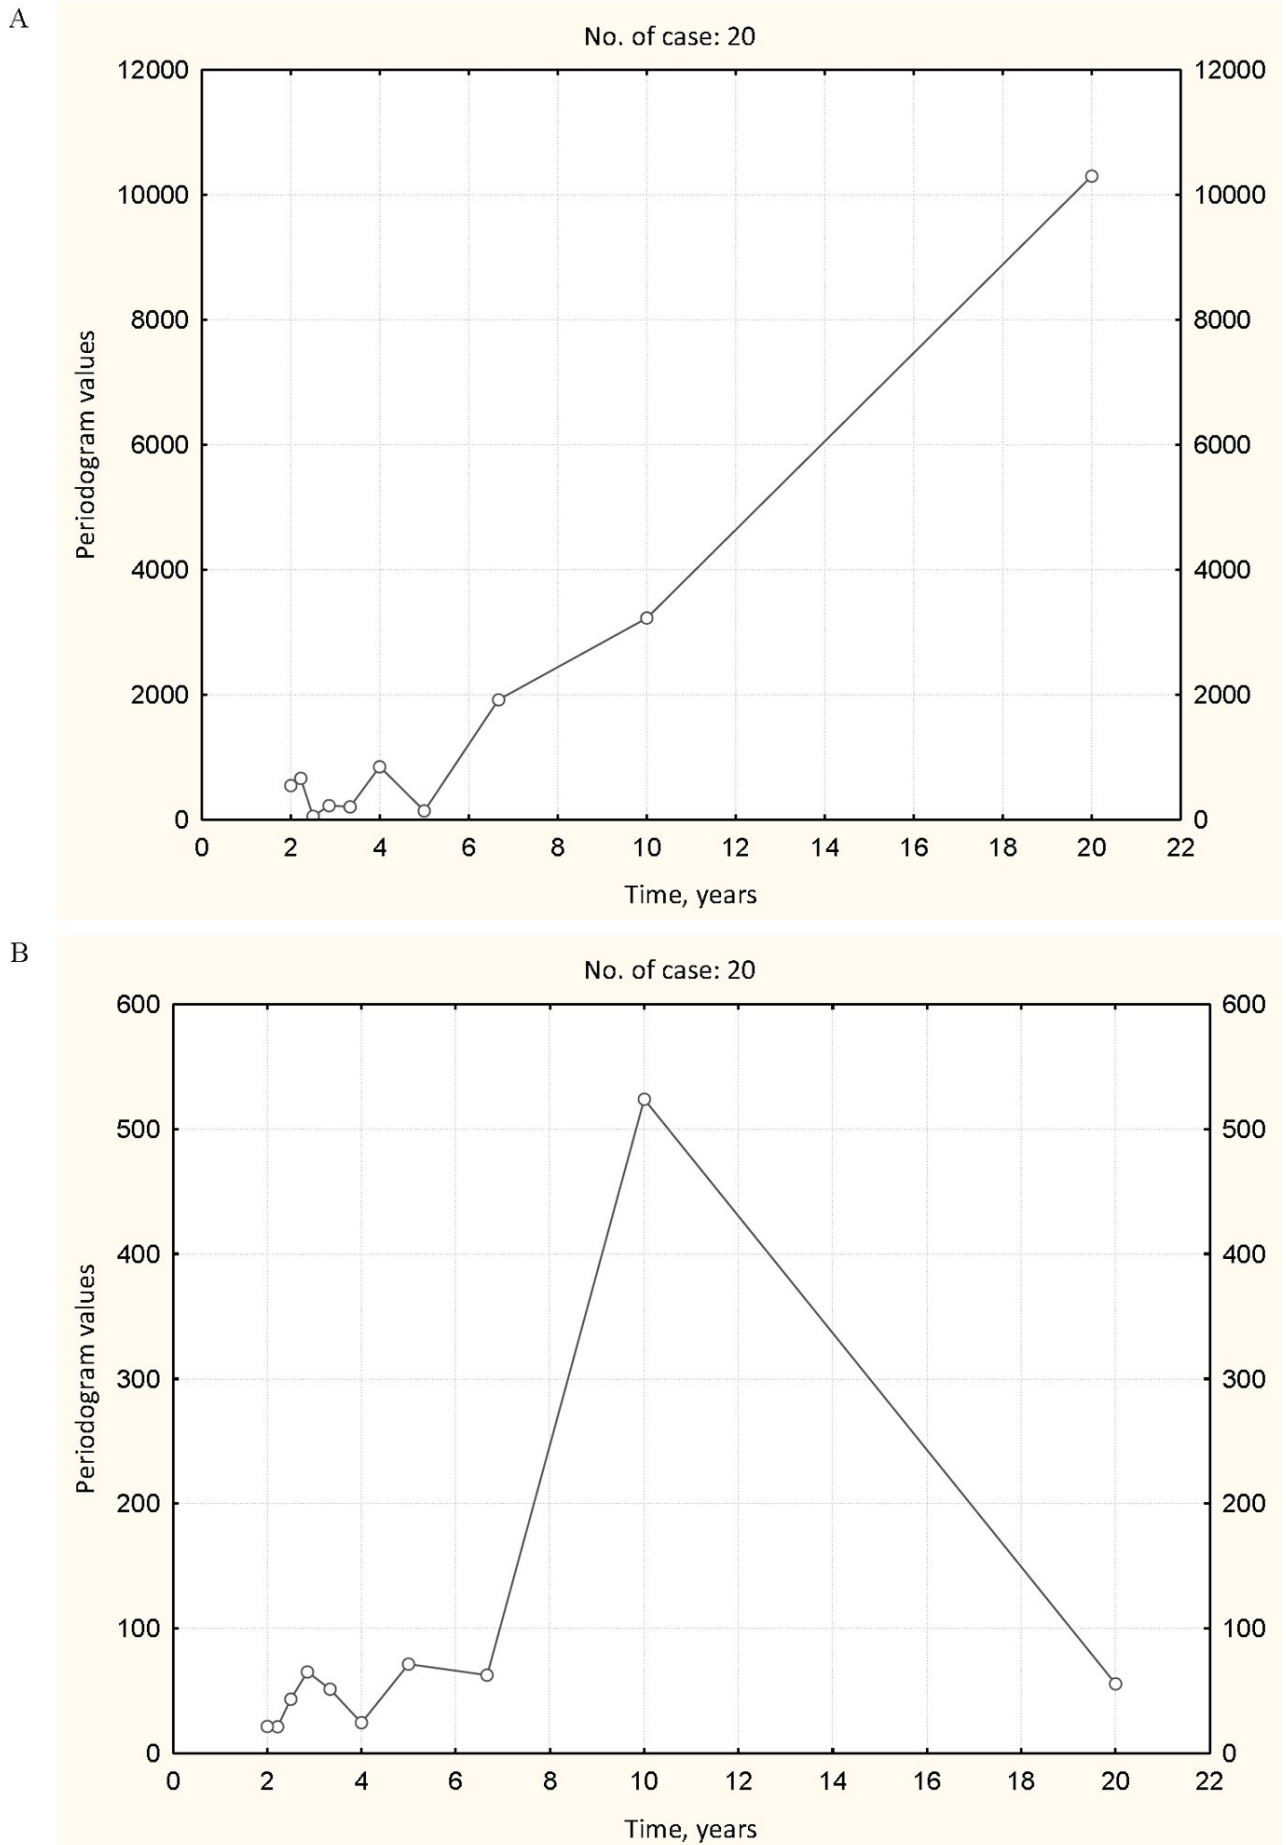 A
No. of case: 20
12000 12000
10000 10000
8000 8000
6000 6000
4000 4000
2000 2000
0 0
Periodogram values
0 2 4 6 8 10 12 14 16 18 20 22
Time, years
B
No. of case: 20
600 600
500 500
400 400
300 300
200 200
100 100
0 0
Periodogram values
0 2 4 6 8 10 12 14 16 18 20 22
Time, years